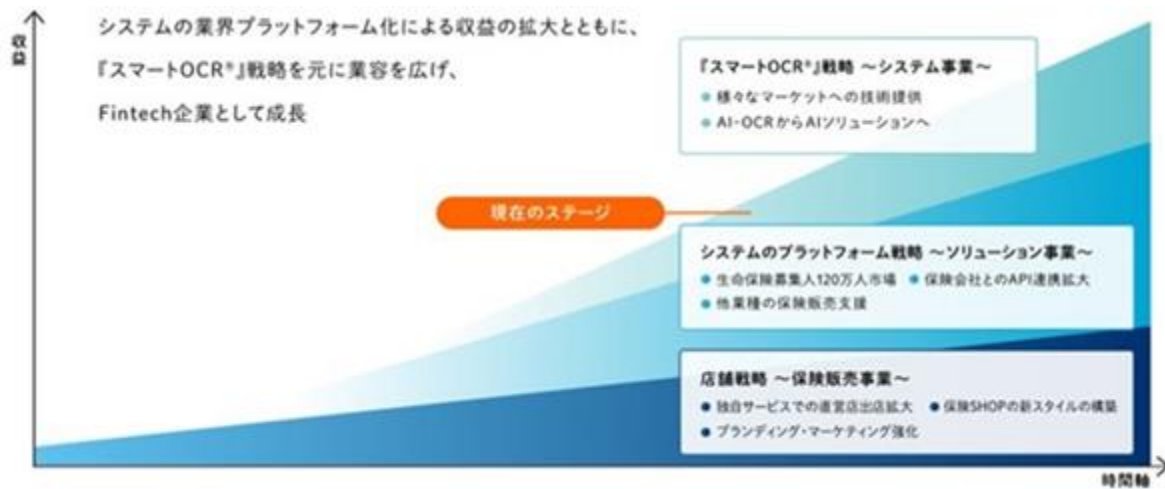 収益
システムの業界プラットフォーム化による収益の拡大とともに、
『スマートOCR®』戦略を元に業容を広げ、
Fintech企業として成長
『スマートOCR®』戦略 ～システム事業～
● 様々なマーケットへの技術提供
● AI-OCRからAIソリューションへ
現在のステージ
システムのプラットフォーム戦略 ～ソリューション事業～
● 生命保険募集人120万人市場 ● 保険会社とのAPI連携拡大
● 他業種の保険販売支援
店舗戦略 ～保険販売事業～
● 独自サービスでの直営店出店拡大 ● 保険SHOPの新スタイルの構築
● ブランディング・マーケティング強化
時間軸